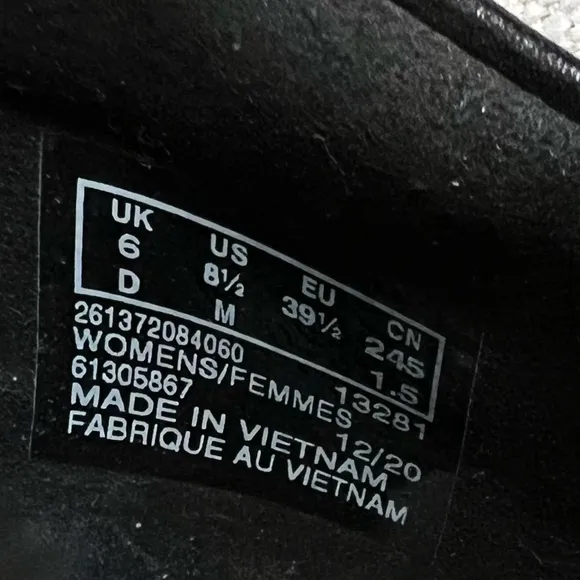 UK US EU CN
6 8½ 39½ 245
D M 1.5
261372084060 13281
WOMENS/FEMMES
61305867 12/20
MADE IN VIETNAM
FABRIQUE AU VIETNAM